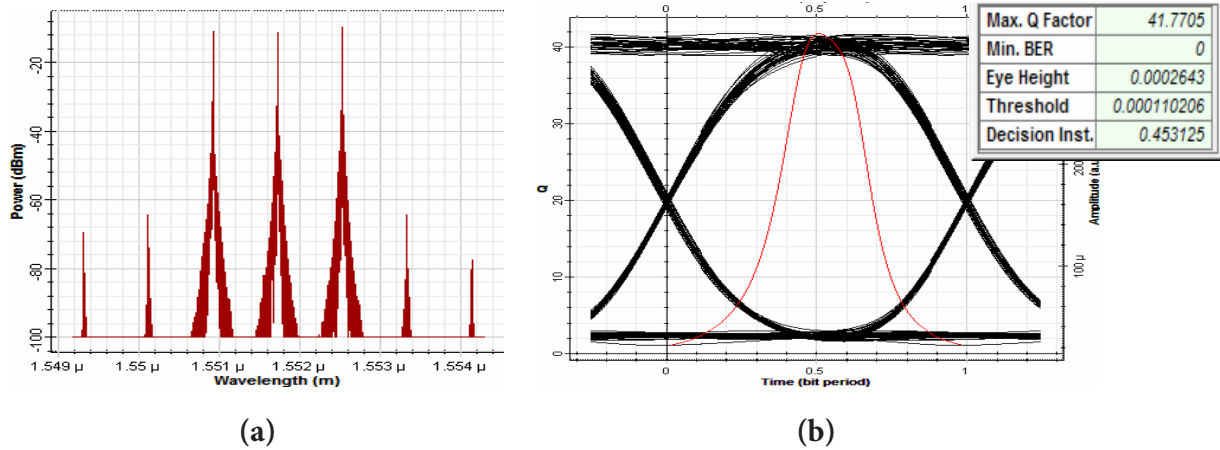 -20
-40
-60
-80
-100
Power (dBm)
1.549 µ 1.55 µ 1.551 µ 1.552 µ 1.553 µ 1.554 µ
Wavelength (m)
(a)
0 0.5 1
40
30
20
10
0
Q
0 0.5 1
Time (bit period)
100 µ
Amplitude (a.u
Max. Q Factor 41.7705
Min. BER 0
Eye Height 0.0002643
Threshold 0.000110206
Decision Inst. 0.453125
(b)